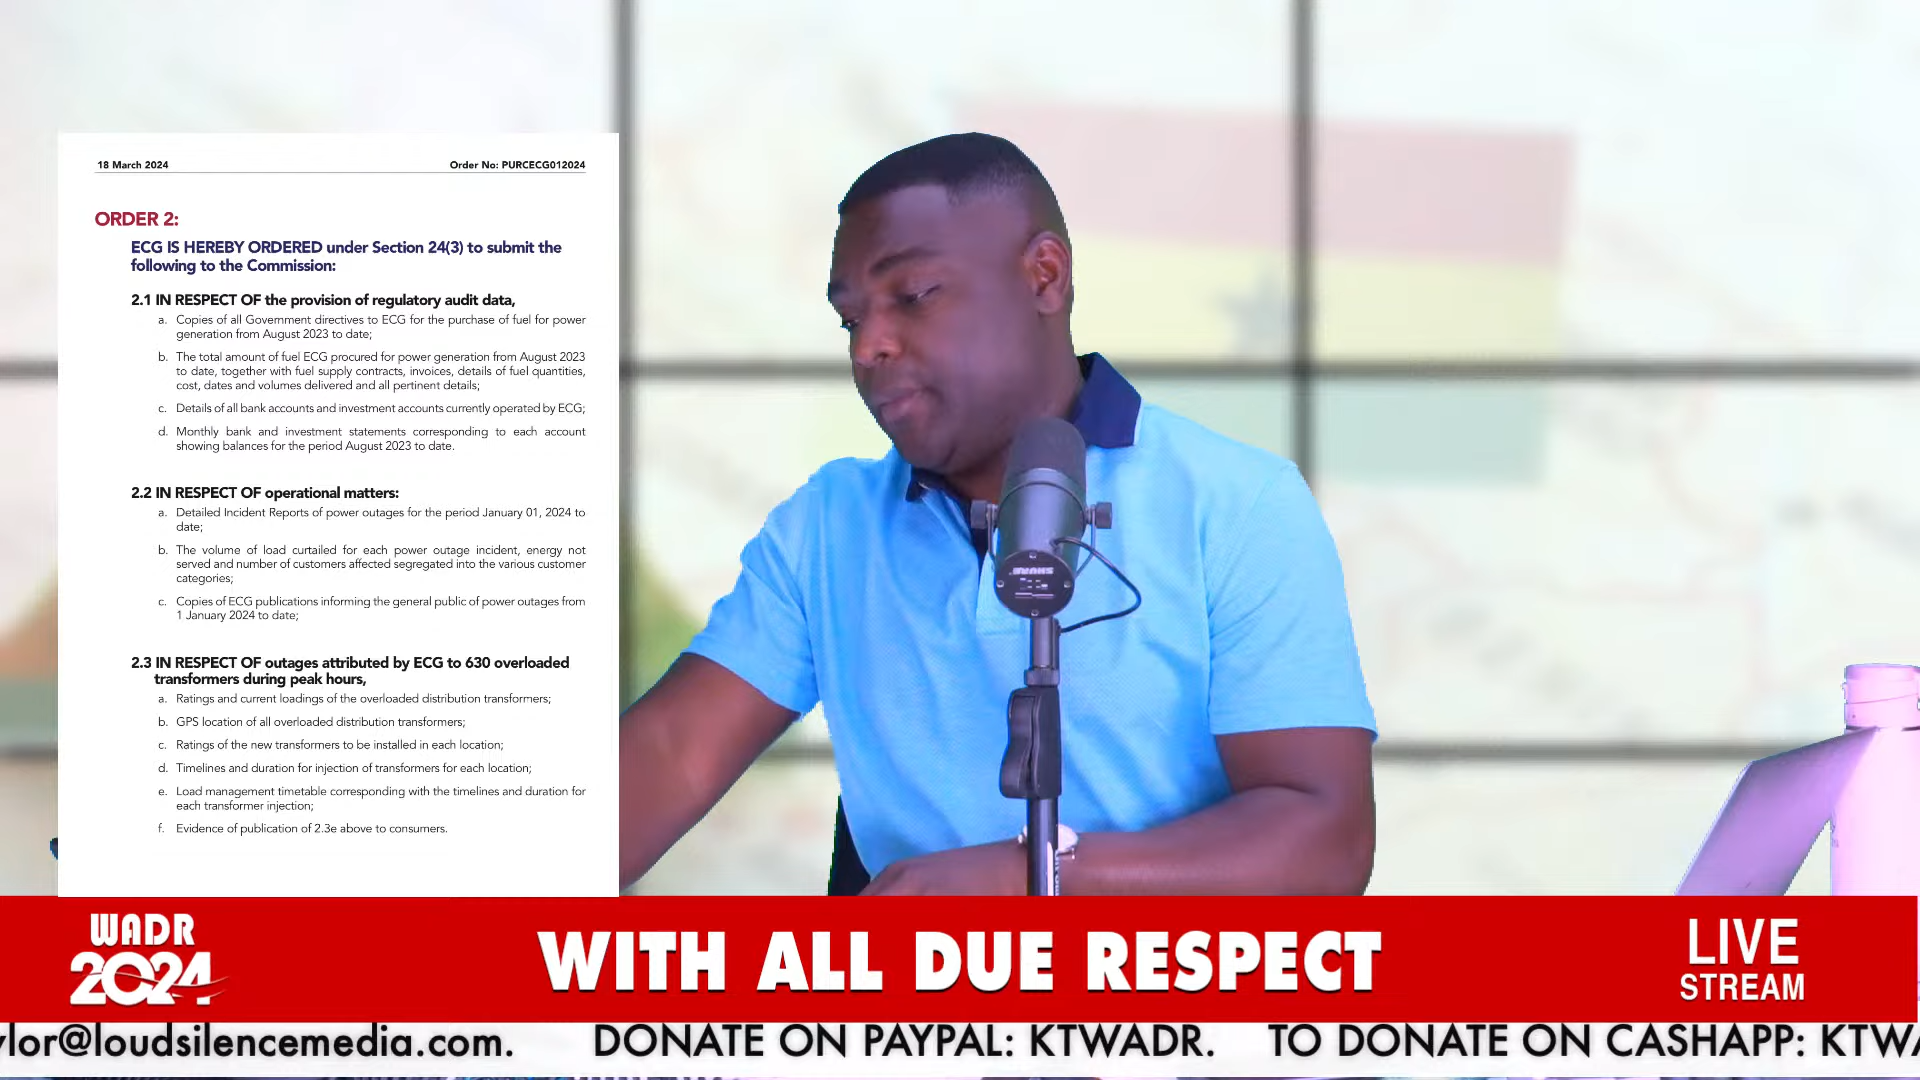 18 March 2024
Order No: PURCECG012024
ORDER 2:
ECG IS HEREBY ORDERED under Section 24(3) to submit the
following to the Commission:
2.1 IN RESPECT OF the provision of regulatory audit data,
a. Copies of all Government directives to ECG for the purchase of fuel for power
generation from August 2023 to date;
b. The total amount of fuel ECG procured for power generation from August 2023
to date, together with fuel supply contracts, invoices, details of fuel quantities,
cost, dates and volumes delivered and all pertinent details;
c. Details of all bank accounts and investment accounts currently operated by ECG;
d. Monthly bank and investment statements corresponding to each account
showing balances for the period August 2023 to date.
2.2 IN RESPECT OF operational matters:
a. Detailed Incident Reports of power outages for the period January 01, 2024 to
date;
b. The volume of load curtailed for each power outage incident, energy not
served and number of customers affected segregated into the various customer
categories;
c. Copies of ECG publications informing the general public of power outages from
1 January 2024 to date;
2.3 IN RESPECT OF outages attributed by ECG to 630 overloaded
transformers during peak hours,
a. Ratings and current loadings of the overloaded distribution transformers;
b. GPS location of all overloaded distribution transformers;
c. Ratings of the new transformers to be installed in each location;
d. Timelines and duration for injection of transformers for each location;
e. Load management timetable corresponding with the timelines and duration for
each transformer injection;
f. Evidence of publication of 2.3e above to consumers.
SHURE
WADR
2024
WITH ALL DUE RESPECT
LIVE
STREAM
ylor@loudsilencemedia.com. DONATE ON PAYPAL: KTWADR. TO DONATE ON CASHAPP: KTWA